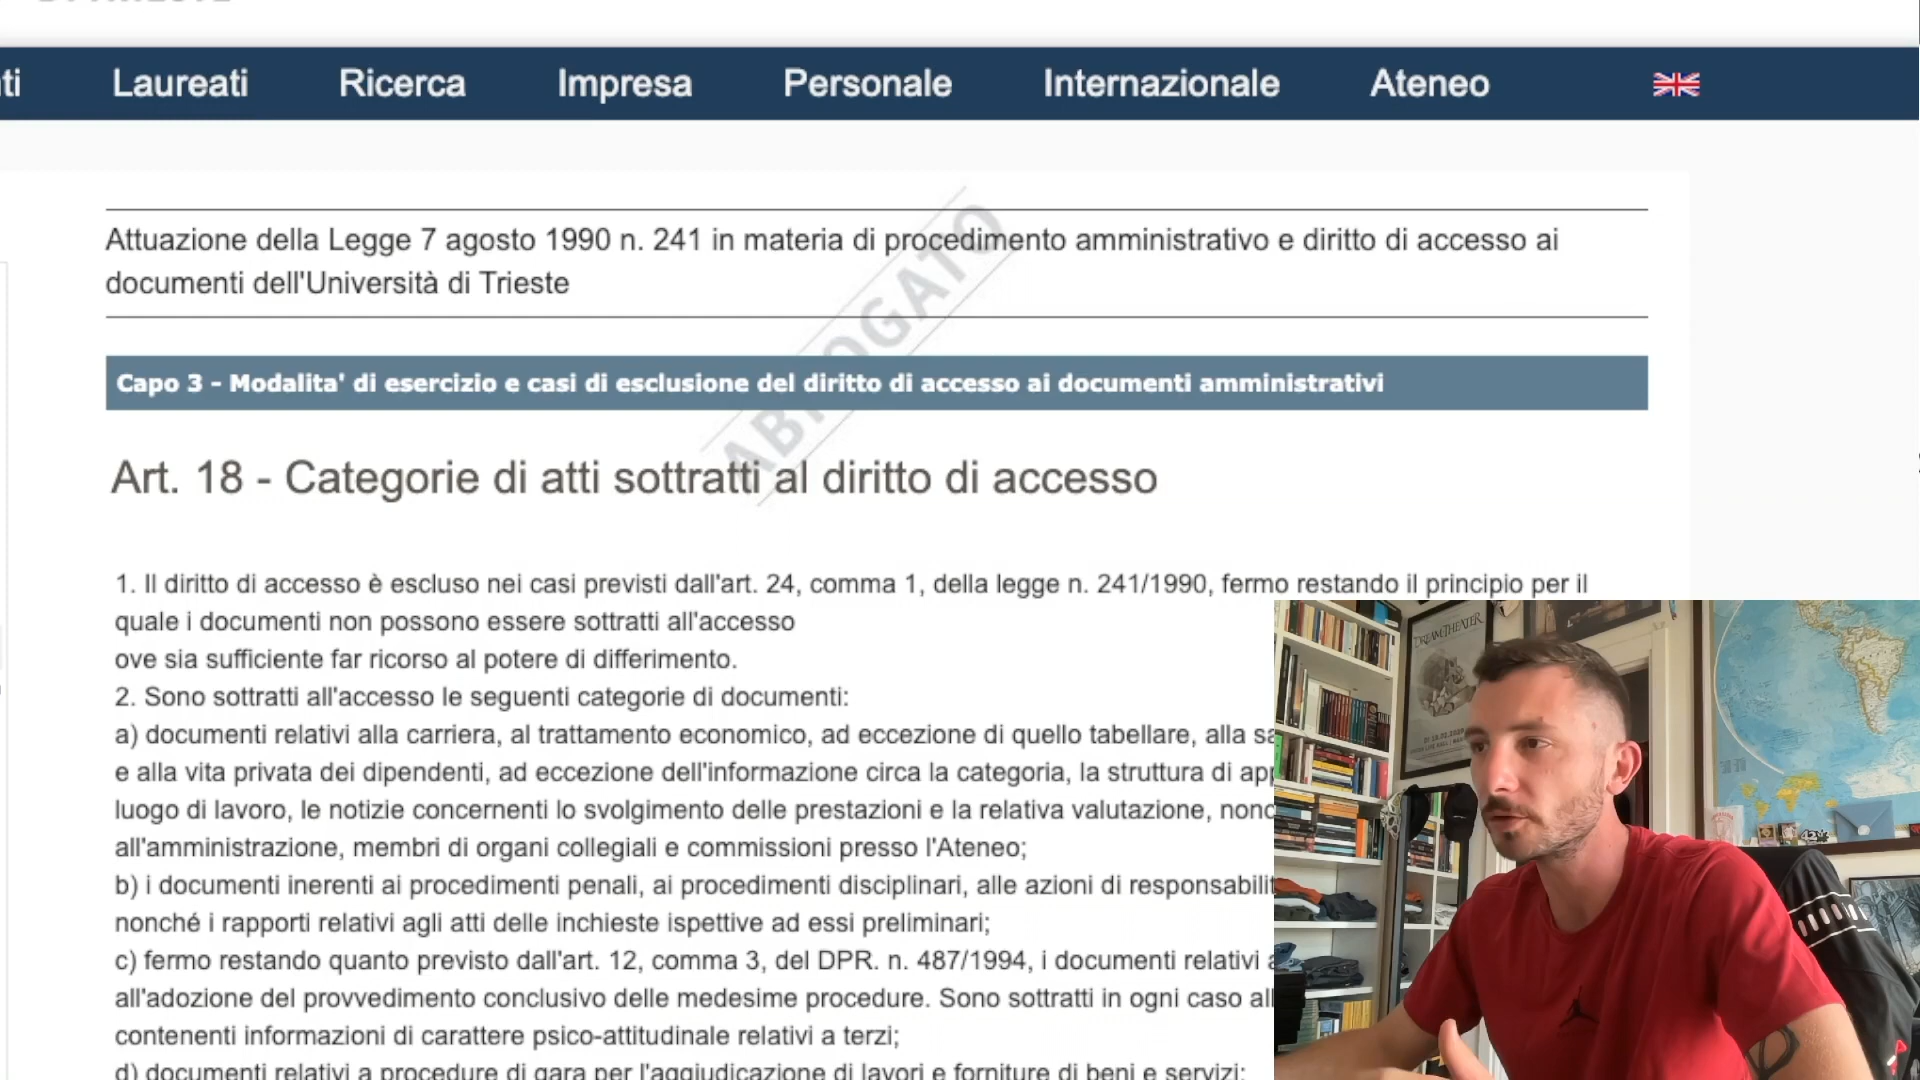 ti Laureati Ricerca Impresa Personale Internazionale Ateneo
Attuazione della Legge 7 agosto 1990 n. 241 in materia di procedimento amministrativo e diritto di accesso ai
documenti dell'Università di Trieste
ABROGATO
Capo 3 - Modalita' di esercizio e casi di esclusione del diritto di accesso ai documenti amministrativi
Art. 18 - Categorie di atti sottratti al diritto di accesso
1. Il diritto di accesso è escluso nei casi previsti dall'art. 24, comma 1, della legge n. 241/1990, fermo restando il principio per il
quale i documenti non possono essere sottratti all'accesso
ove sia sufficiente far ricorso al potere di differimento.
2. Sono sottratti all'accesso le seguenti categorie di documenti:
a) documenti relativi alla carriera, al trattamento economico, ad eccezione di quello tabellare, alla sa
e alla vita privata dei dipendenti, ad eccezione dell'informazione circa la categoria, la struttura di app
luogo di lavoro, le notizie concernenti lo svolgimento delle prestazioni e la relativa valutazione, nonc
all'amministrazione, membri di organi collegiali e commissioni presso l'Ateneo;
b) i documenti inerenti ai procedimenti penali, ai procedimenti disciplinari, alle azioni di responsabilit
nonché i rapporti relativi agli atti delle inchieste ispettive ad essi preliminari;
c) fermo restando quanto previsto dall'art. 12, comma 3, del DPR. n. 487/1994, i documenti relativi a
all'adozione del provvedimento conclusivo delle medesime procedure. Sono sottratti in ogni caso all
contenenti informazioni di carattere psico-attitudinale relativi a terzi;
d) documenti relativi a procedure di gara per l'aggiudicazione di lavori e forniture di beni e servizi;
DREAM THEATER